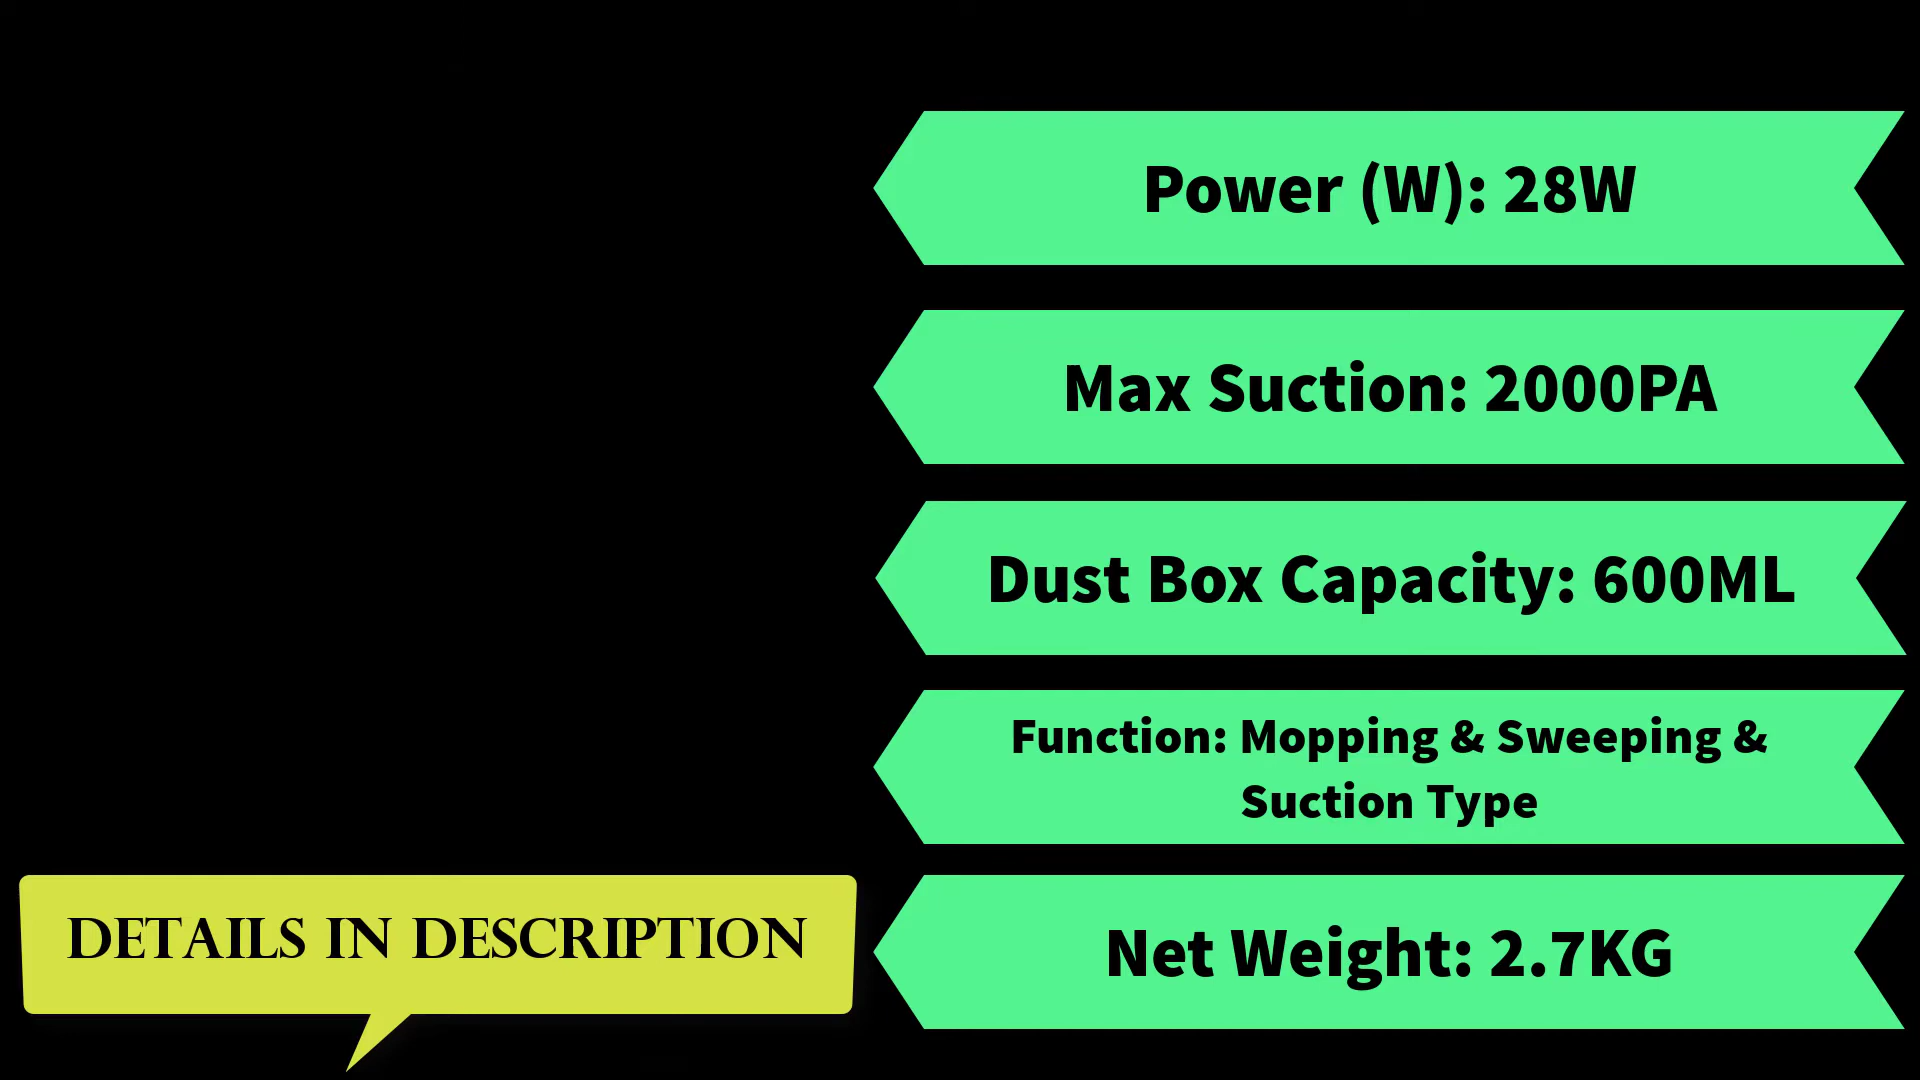 Power (W): 28W
Max Suction: 2000PA
Dust Box Capacity: 600ML
Function: Mopping & Sweeping &
Suction Type
Net Weight: 2.7KG
DETAILS IN DESCRIPTION